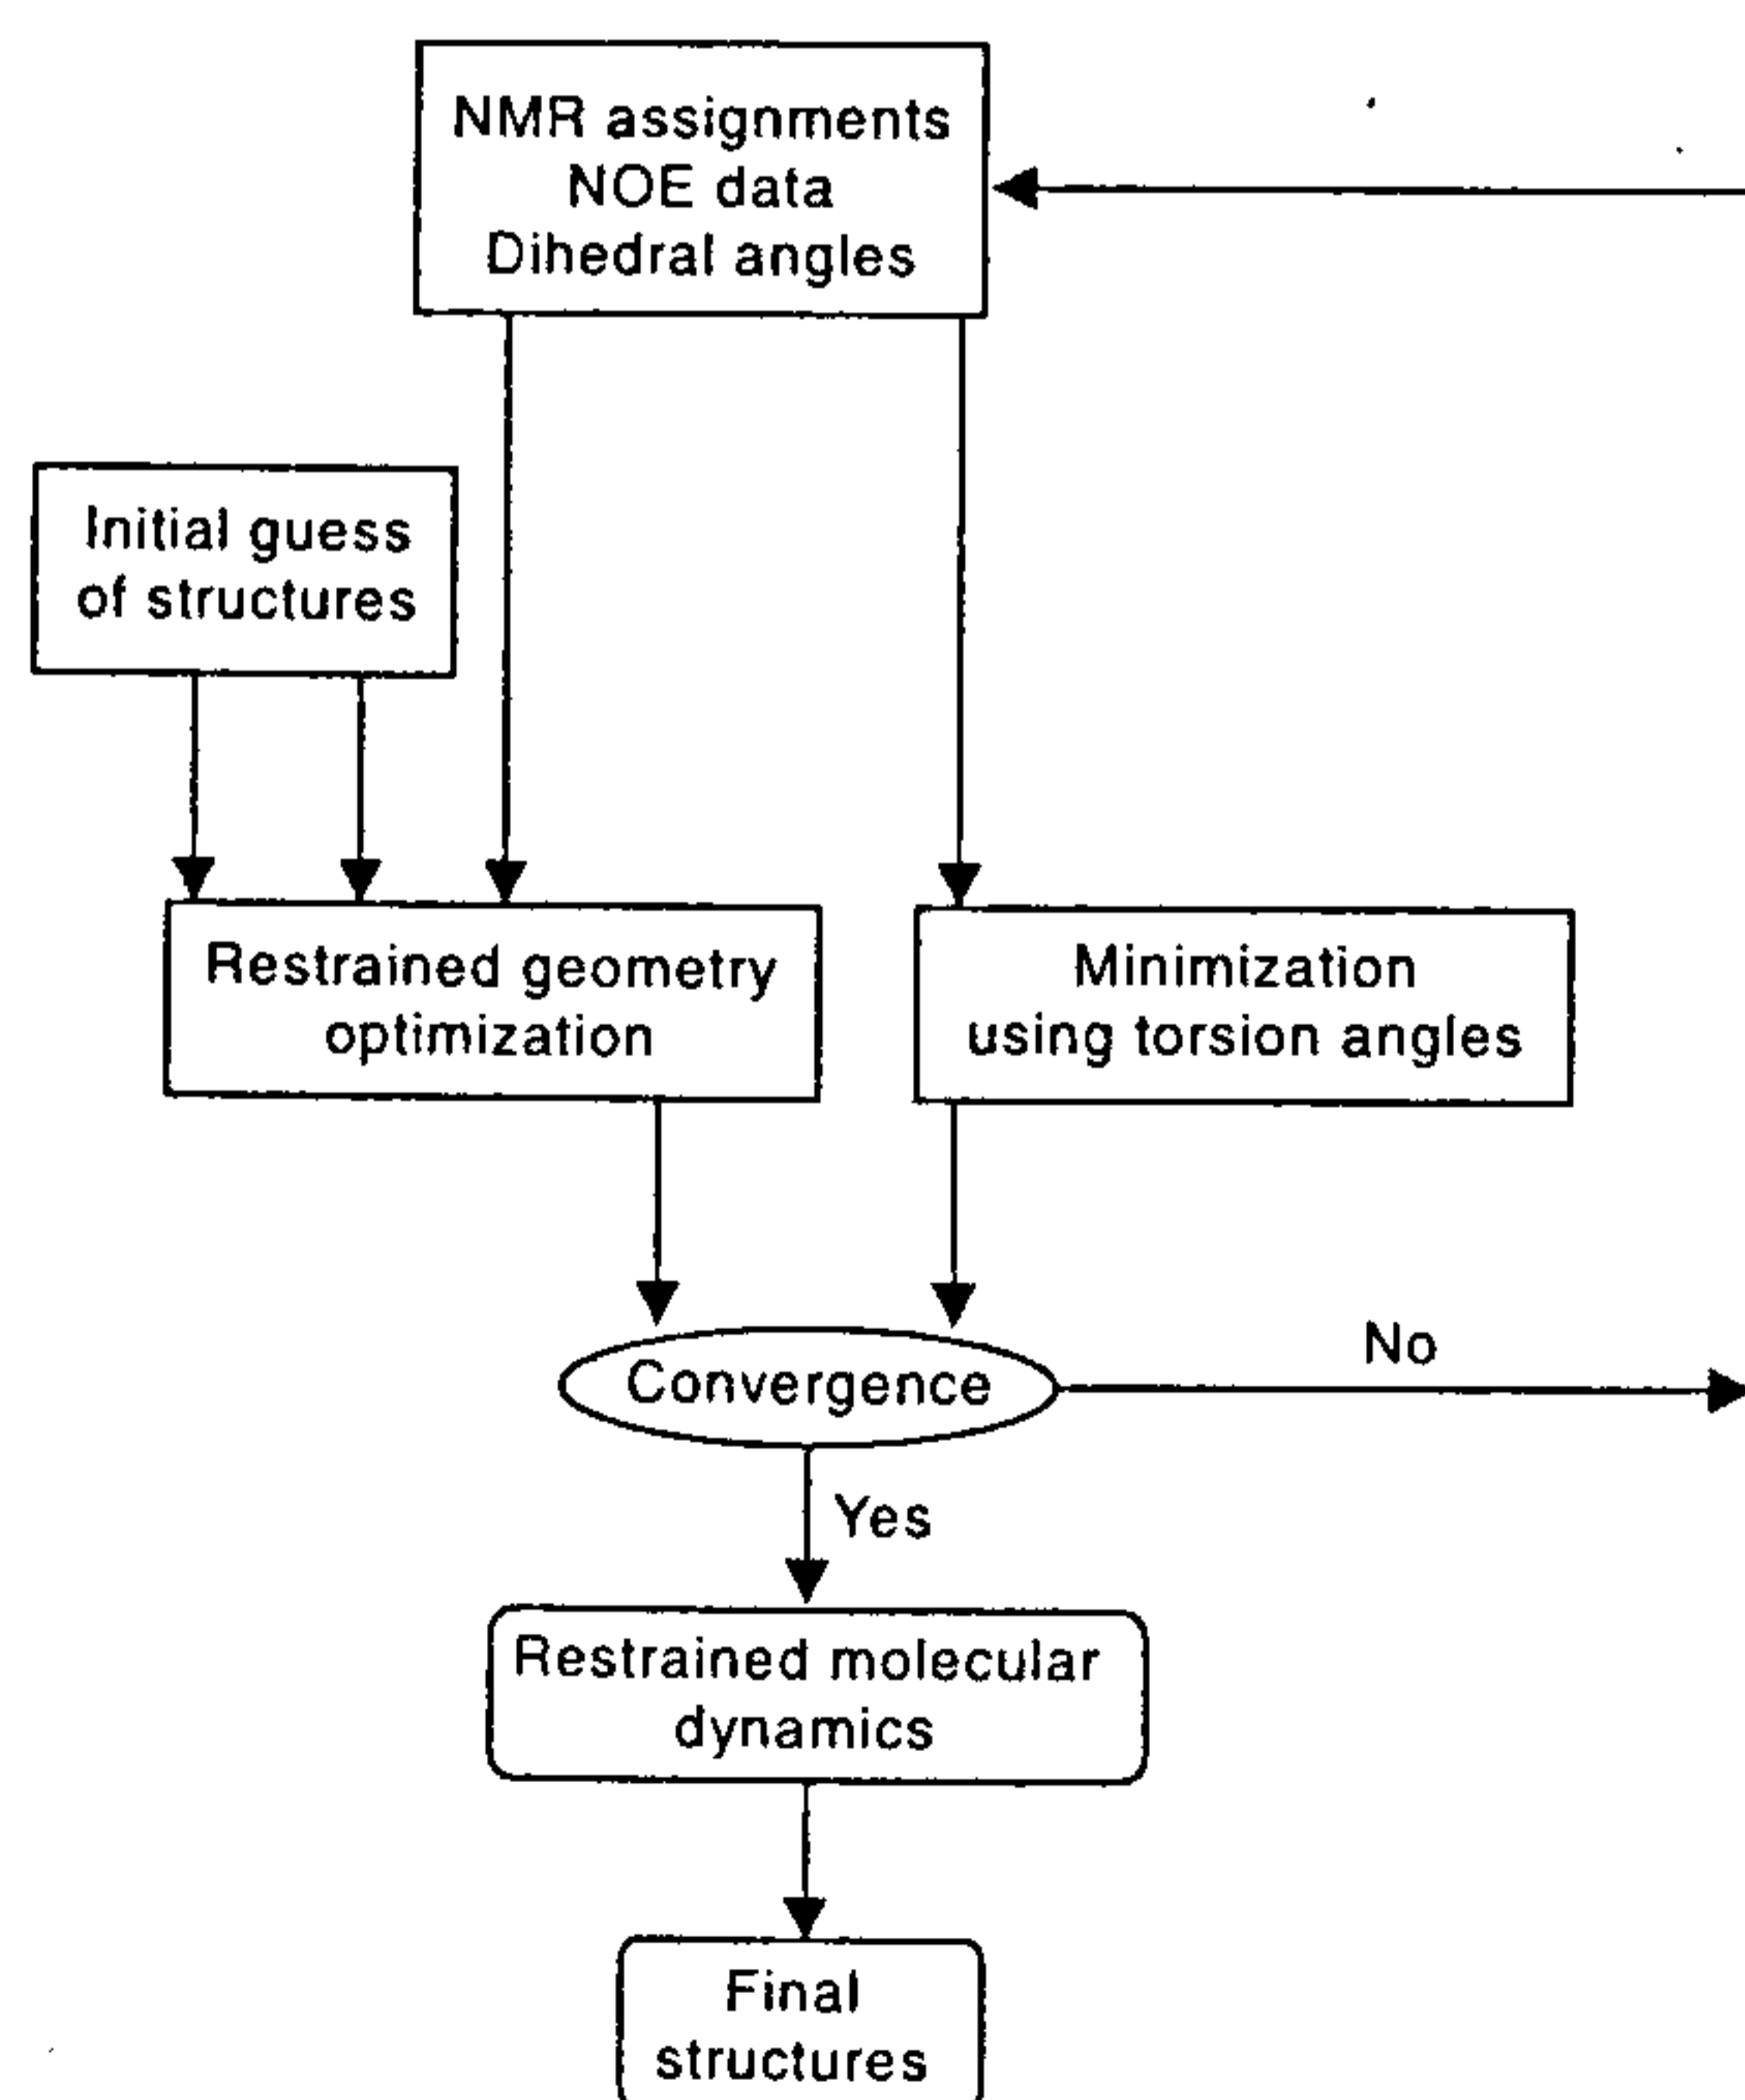 NMR assignments
NOE data
Dihedral angles
Initial guess
of structures
Restrained geometry
optimization
Minimization
using torsion angles
Convergence
No
Yes
Restrained molecular
dynamics
Final
structures